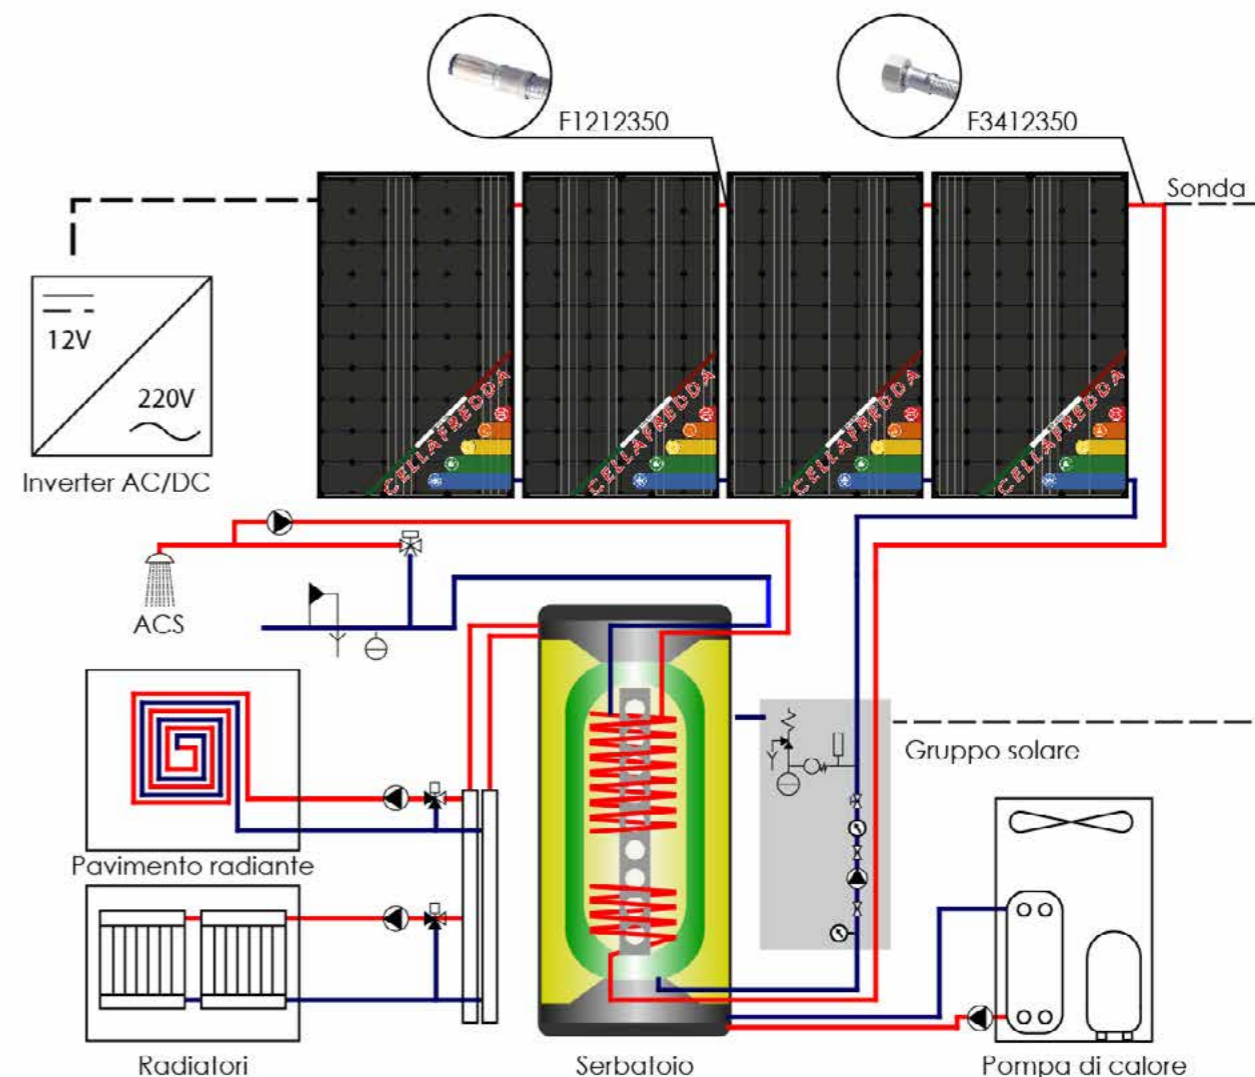 F1212350
F3412350
Sonda
12V
220V
Inverter AC/DC
CELLAFREDDA
CELLAFREDDA
CELLAFREDDA
CELLAFREDDA
ACS
Gruppo solare
Pavimento radiante
Radiatori
Serbatoio
Pompa di calore